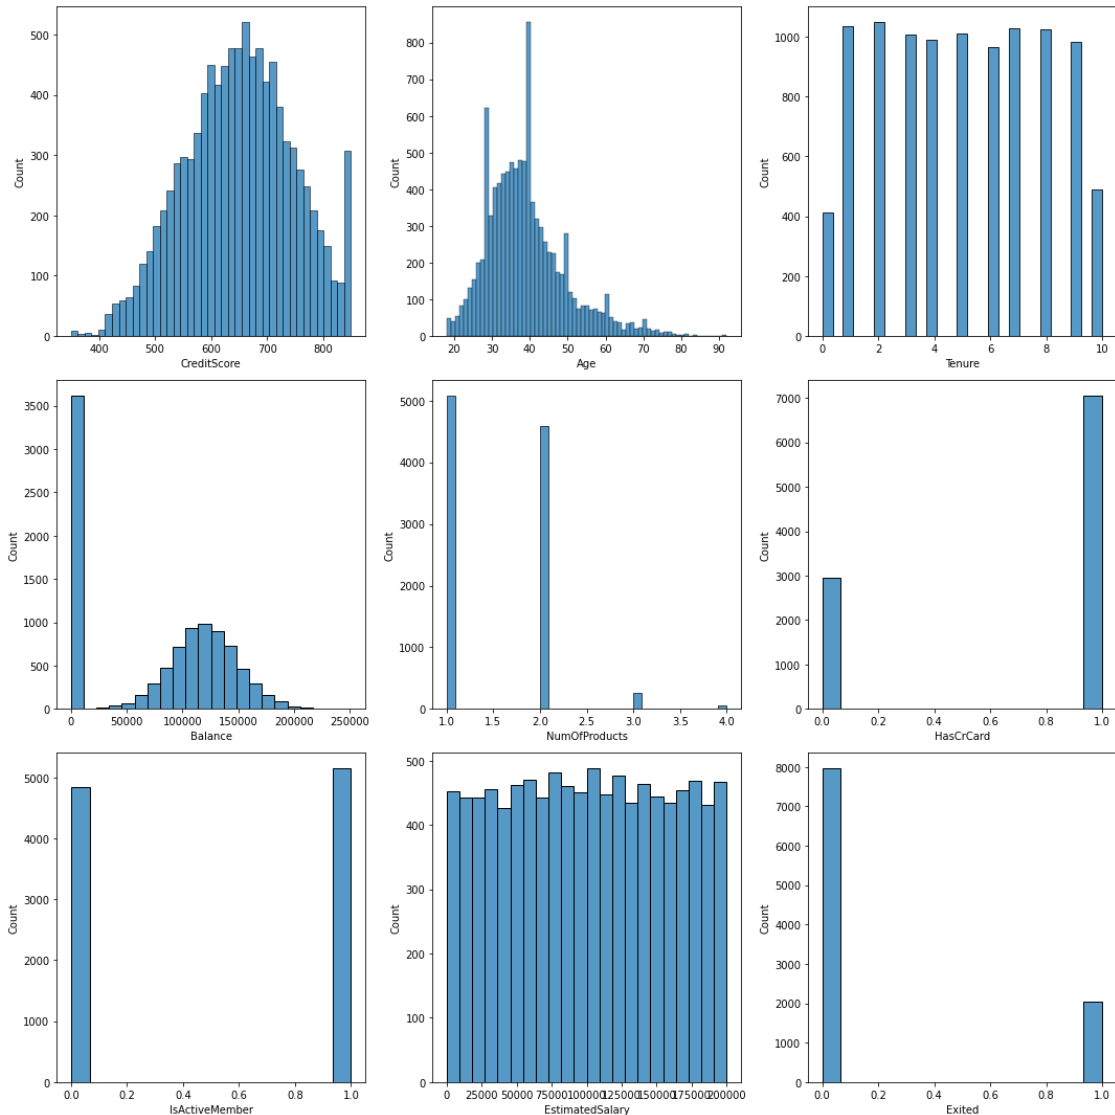 500
400
300
200
100
0
Count
400 500 600 700 800
CreditScore
800
700
600
500
400
300
200
100
0
Count
20 30 40 50 60 70 80 90
Age
1000
800
600
400
200
0
Count
0 2 4 6 8 10
Tenure
3500
3000
2500
2000
1500
1000
500
0
Count
0 50000 100000 150000 200000 250000
Balance
5000
4000
3000
2000
1000
0
Count
1.0 1.5 2.0 2.5 3.0 3.5 4.0
NumOfProducts
7000
6000
5000
4000
3000
2000
1000
0
Count
0.0 0.2 0.4 0.6 0.8 1.0
HasCrCard
5000
4000
3000
2000
1000
0
Count
0.0 0.2 0.4 0.6 0.8 1.0
IsActiveMember
500
400
300
200
100
0
Count
0 25000 50000 75000 100000 125000 150000 175000 200000
EstimatedSalary
8000
7000
6000
5000
4000
3000
2000
1000
0
Count
0.0 0.2 0.4 0.6 0.8 1.0
Exited